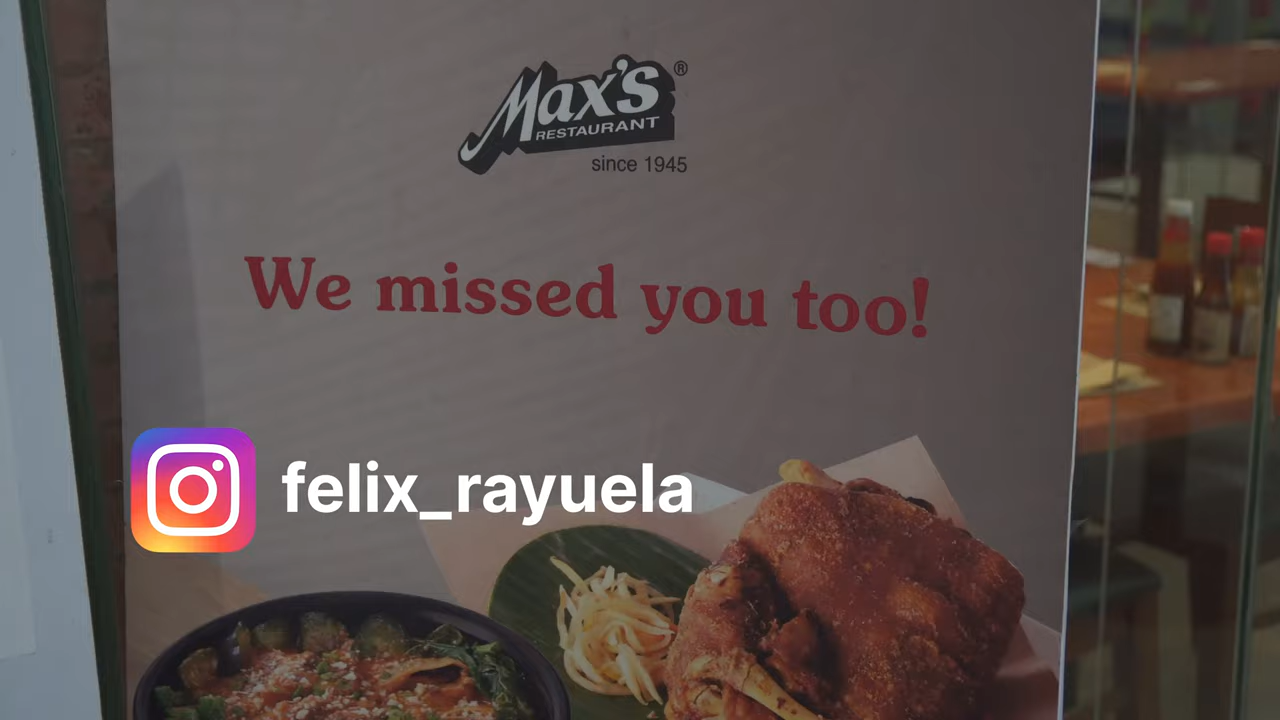 Max's®
RESTAURANT
since 1945
We missed you too!
felix_rayuela